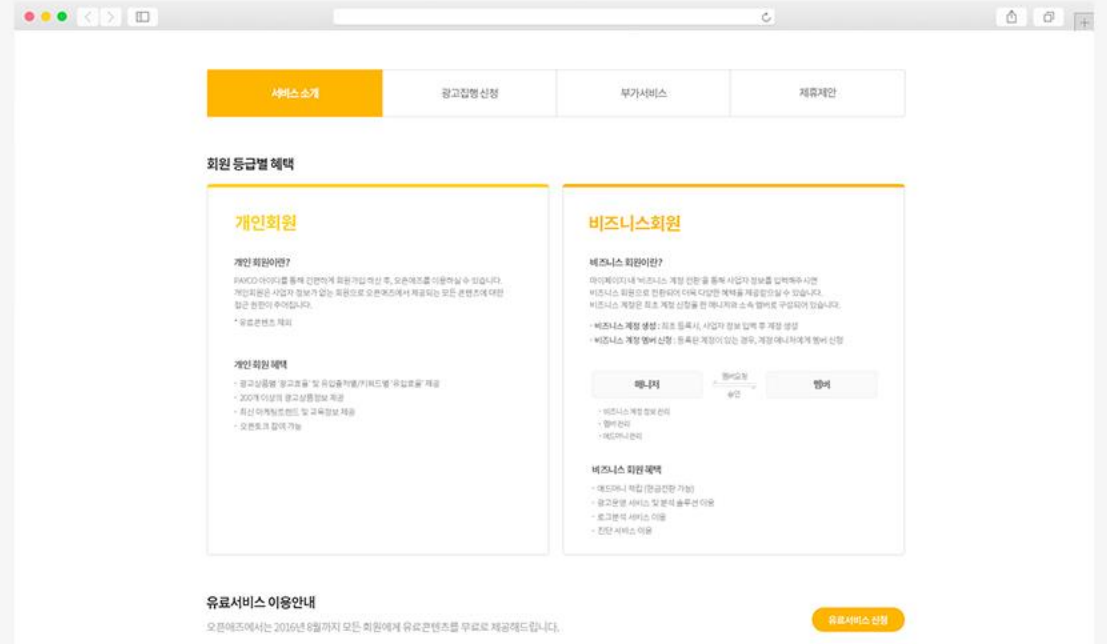 서비스 소개
광고집행 신청
부가서비스
제휴제안
회원 등급별 혜택
개인회원
개인 회원이란?
PAYCO 아이디를 통해 간편하게 회원가입 하신 후, 오픈애즈를 이용하실 수 있습니다.
개인회원은 사업자 정보가 없는 회원으로 오픈애즈에서 제공되는 모든 콘텐츠에 대한
접근 권한이 주어집니다.
* 유료콘텐츠 제외
개인 회원 혜택
- 광고상품별 '광고효율' 및 유입출처별/키워드별 '유입효율' 제공
- 200개 이상의 광고상품정보 제공
- 최신 마케팅트렌드 및 교육정보 제공
- 오픈토크 참여 가능
비즈니스회원
비즈니스 회원이란?
마이페이지 내 '비즈니스 계정 전환'을 통해 사업자 정보를 입력해주시면
비즈니스 회원으로 전환되어 더욱 다양한 혜택을 제공받으실 수 있습니다.
비즈니스 계정은 최초 계정 신청을 한 매니저와 소속 멤버로 구성되어 있습니다.
- 비즈니스 계정 생성 : 최초 등록시, 사업자 정보 입력 후 계정 생성
- 비즈니스 계정 멤버 신청 : 등록된 계정이 있는 경우, 계정 매니저에게 멤버 신청
매니저
멤버요청
승인
멤버
- 비즈니스 계정 정보 관리
- 멤버 관리
- 애드머니 관리
비즈니스 회원 혜택
- 애드머니 적립 (현금전환 가능)
- 광고운영 서비스 및 분석 솔루션 이용
- 로그분석 서비스 이용
- 진단 서비스 이용
유료서비스 이용안내
오픈애즈에서는 2016년 8월까지 모든 회원에게 유료콘텐츠를 무료로 제공해드립니다.
유료서비스 신청